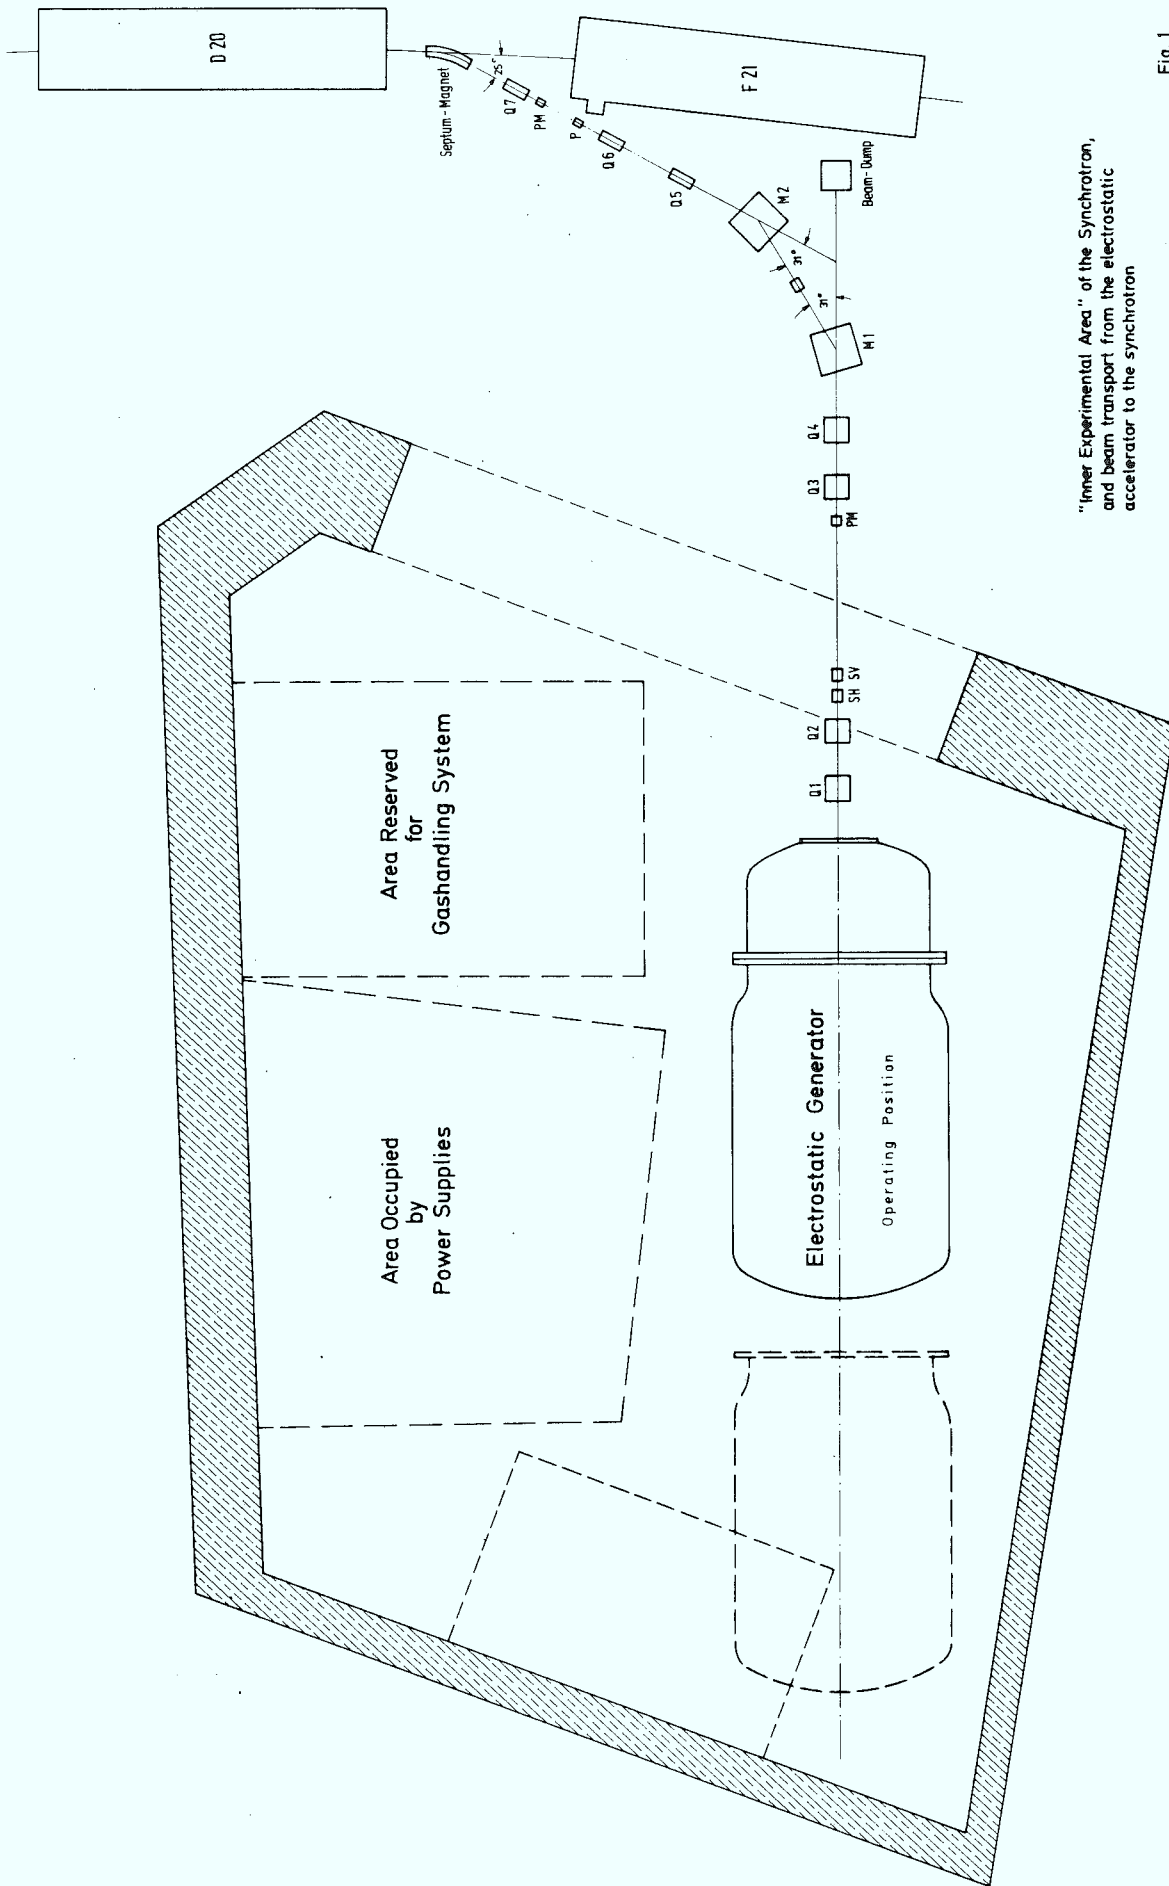 D 20
Septum-Magnet
25°
Q7
PM
P
Q6
F 21
Q5
M2
Beam-Dump
31°
31°
M1
Q4
Q3
PM
SH SV
Q2
Q1
Area Reserved
for
Gashandling System
Area Occupied
by
Power Supplies
Electrostatic Generator
Operating Position
"Inner Experimental Area" of the Synchrotron,
and beam transport from the electrostatic
accelerator to the synchrotron
Fig. 1